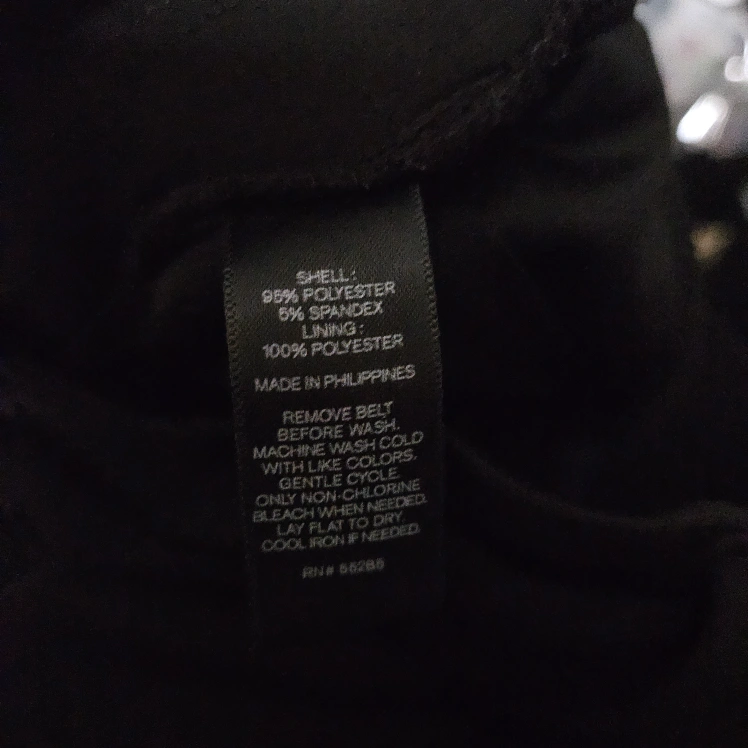 SHELL:
95% POLYESTER
5% SPANDEX
LINING:
100% POLYESTER
MADE IN PHILIPPINES
REMOVE BELT
BEFORE WASH.
MACHINE WASH COLD
WITH LIKE COLORS.
GENTLE CYCLE.
ONLY NON-CHLORINE
BLEACH WHEN NEEDED.
LAY FLAT TO DRY.
COOL IRON IF NEEDED.
RN#